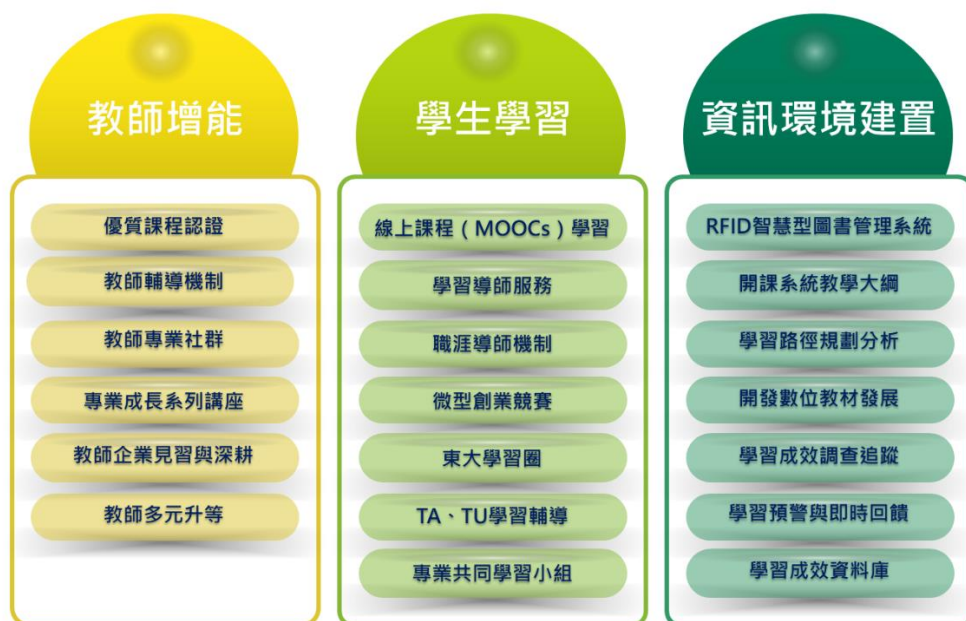 教師增能
優質課程認證
教師輔導機制
教師專業社群
專業成長系列講座
教師企業見習與深耕
教師多元升等
學生學習
線上課程（MOOCs）學習
學習導師服務
職涯導師機制
微型創業競賽
東大學習圈
TA、TU學習輔導
專業共同學習小組
資訊環境建置
RFID智慧型圖書管理系統
開課系統教學大綱
學習路徑規劃分析
開發數位教材發展
學習成效調查追蹤
學習預警與即時回饋
學習成效資料庫